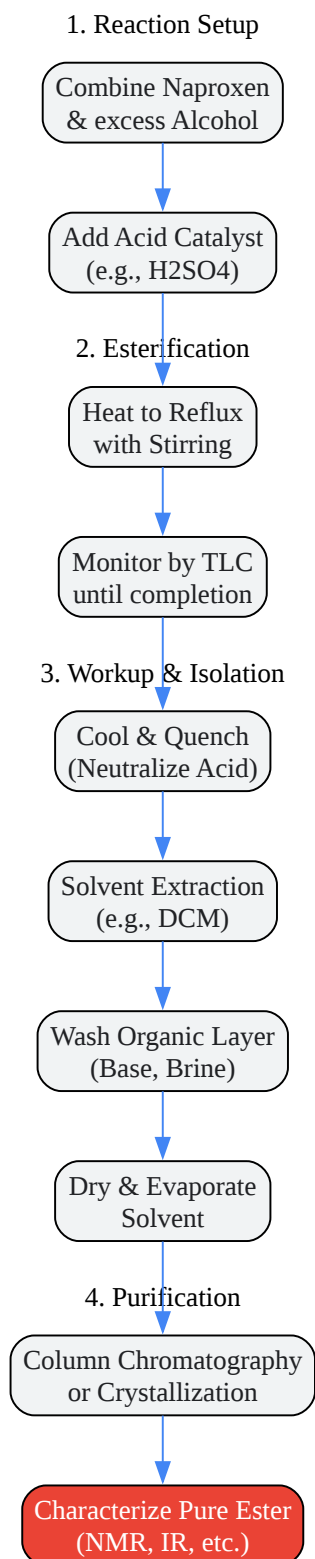 1. Reaction Setup
Combine Naproxen
& excess Alcohol
Add Acid Catalyst
(e.g., H2SO4)
2. Esterification
Heat to Reflux
with Stirring
Monitor by TLC
until completion
3. Workup & Isolation
Cool & Quench
(Neutralize Acid)
Solvent Extraction
(e.g., DCM)
Wash Organic Layer
(Base, Brine)
Dry & Evaporate
Solvent
4. Purification
Column Chromatography
or Crystallization
Characterize Pure Ester
(NMR, IR, etc.)